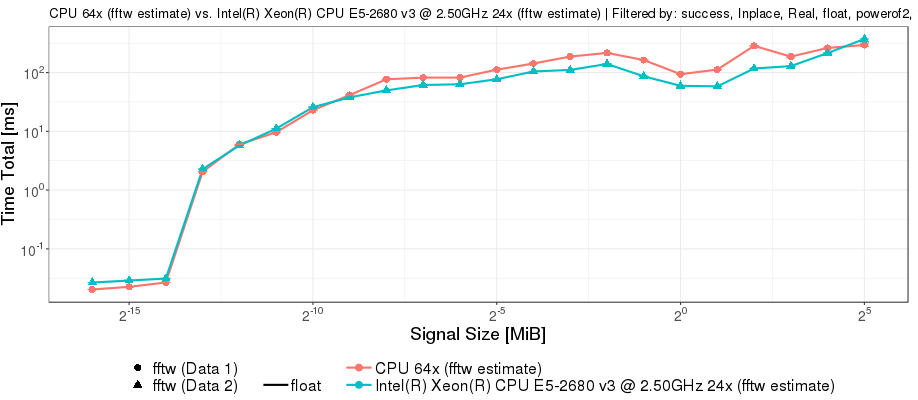 CPU 64x (fftw estimate) vs. Intel(R) Xeon(R) CPU E5-2680 v3 @ 2.50GHz 24x (fftw estimate) | Filtered by: success, Inplace, Real, float, powerof2,
Time Total [ms]
10²
10¹
10⁰
10⁻¹
2⁻¹⁵ 2⁻¹⁰ 2⁻⁵ 2⁰ 2⁵
Signal Size [MiB]
fftw (Data 1) CPU 64x (fftw estimate)
fftw (Data 2) float Intel(R) Xeon(R) CPU E5-2680 v3 @ 2.50GHz 24x (fftw estimate)